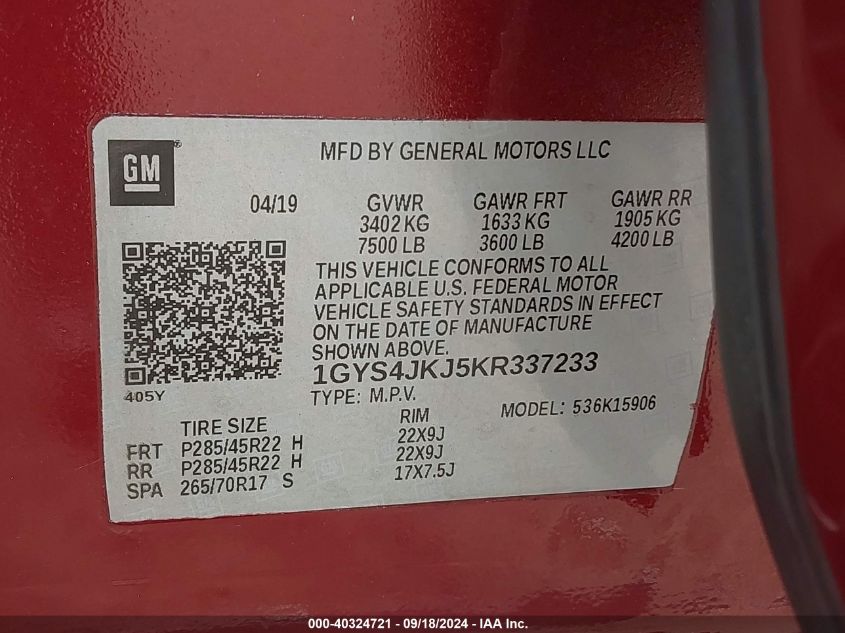 GM®
MFD BY GENERAL MOTORS LLC
04/19 GVWR GAWR FRT GAWR RR
3402 KG 1633 KG 1905 KG
7500 LB 3600 LB 4200 LB
THIS VEHICLE CONFORMS TO ALL
APPLICABLE U.S. FEDERAL MOTOR
VEHICLE SAFETY STANDARDS IN EFFECT
ON THE DATE OF MANUFACTURE
SHOWN ABOVE.
1GYS4JKJ5KR337233
405Y
TYPE: M.P.V.
MODEL: 536K15906
TIRE SIZE RIM
FRT P285/45R22 H 22X9J
RR P285/45R22 H 22X9J
SPA 265/70R17 S 17X7.5J
000-40324721 - 09/18/2024 - IAA Inc.